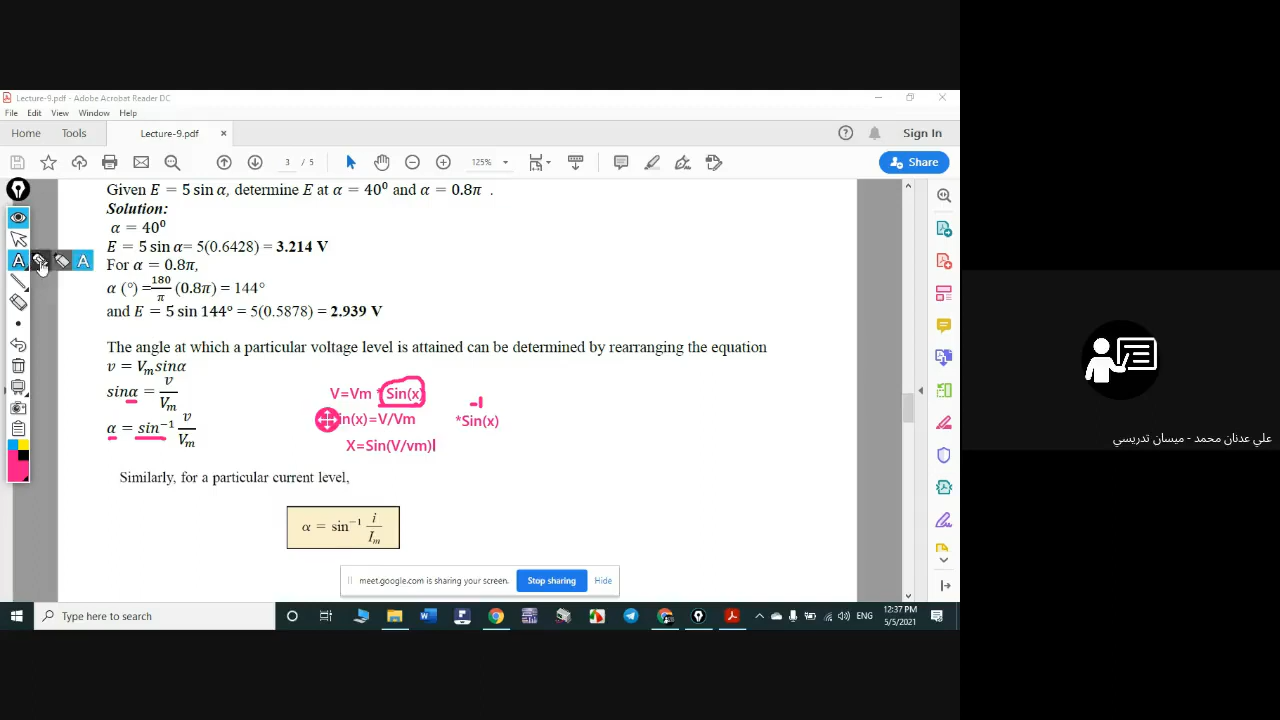 Lecture-9.pdf - Adobe Acrobat Reader DC
File Edit View Window Help
Home Tools Lecture-9.pdf × Sign In
3 / 5 125% Share
Given E = 5 sin α, determine E at α = 40⁰ and α = 0.8π .
Solution:
α = 40⁰
E = 5 sin α= 5(0.6428) = 3.214 V
For α = 0.8π,
α (°) =180/π (0.8π) = 144°
and E = 5 sin 144° = 5(0.5878) = 2.939 V
The angle at which a particular voltage level is attained can be determined by rearranging the equation
v = Vₘsinα
sinα = v/Vₘ
α = sin⁻¹ v/Vₘ
V=Vm * Sin(x)
in(x)=V/Vm
-1
*Sin(x)
X=Sin(V/vm)
Similarly, for a particular current level,
α = sin⁻¹ i/Iₘ
meet.google.com is sharing your screen. Stop sharing Hide
Type here to search
ENG
12:37 PM
5/5/2021
A
A
علي عدنان محمد - ميسان تدريسي